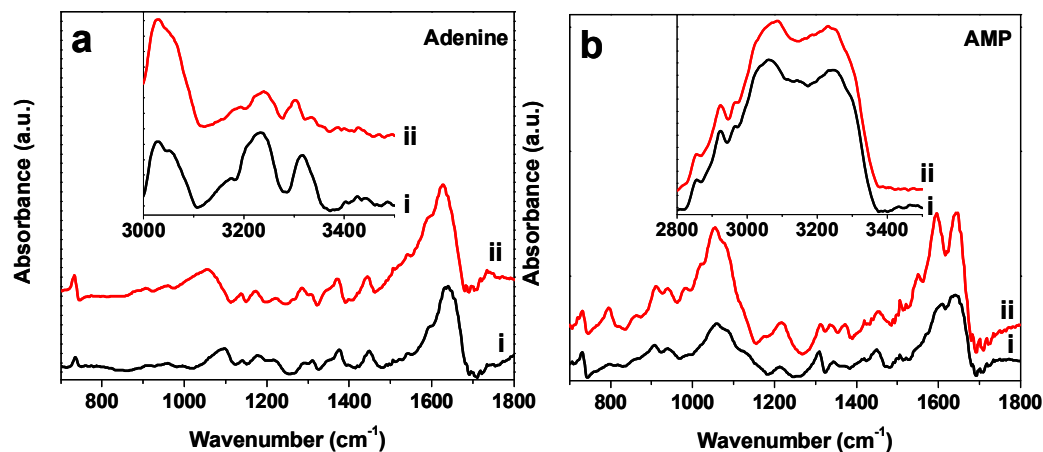 a
Adenine
ii
i
3000 3200 3400
ii
i
800 1000 1200 1400 1600 1800
Wavenumber (cm-1)
Absorbance (a.u.)
b
AMP
ii
i
2800 3000 3200 3400
ii
i
800 1000 1200 1400 1600 1800
Wavenumber (cm-1)
Absorbance (a.u.)